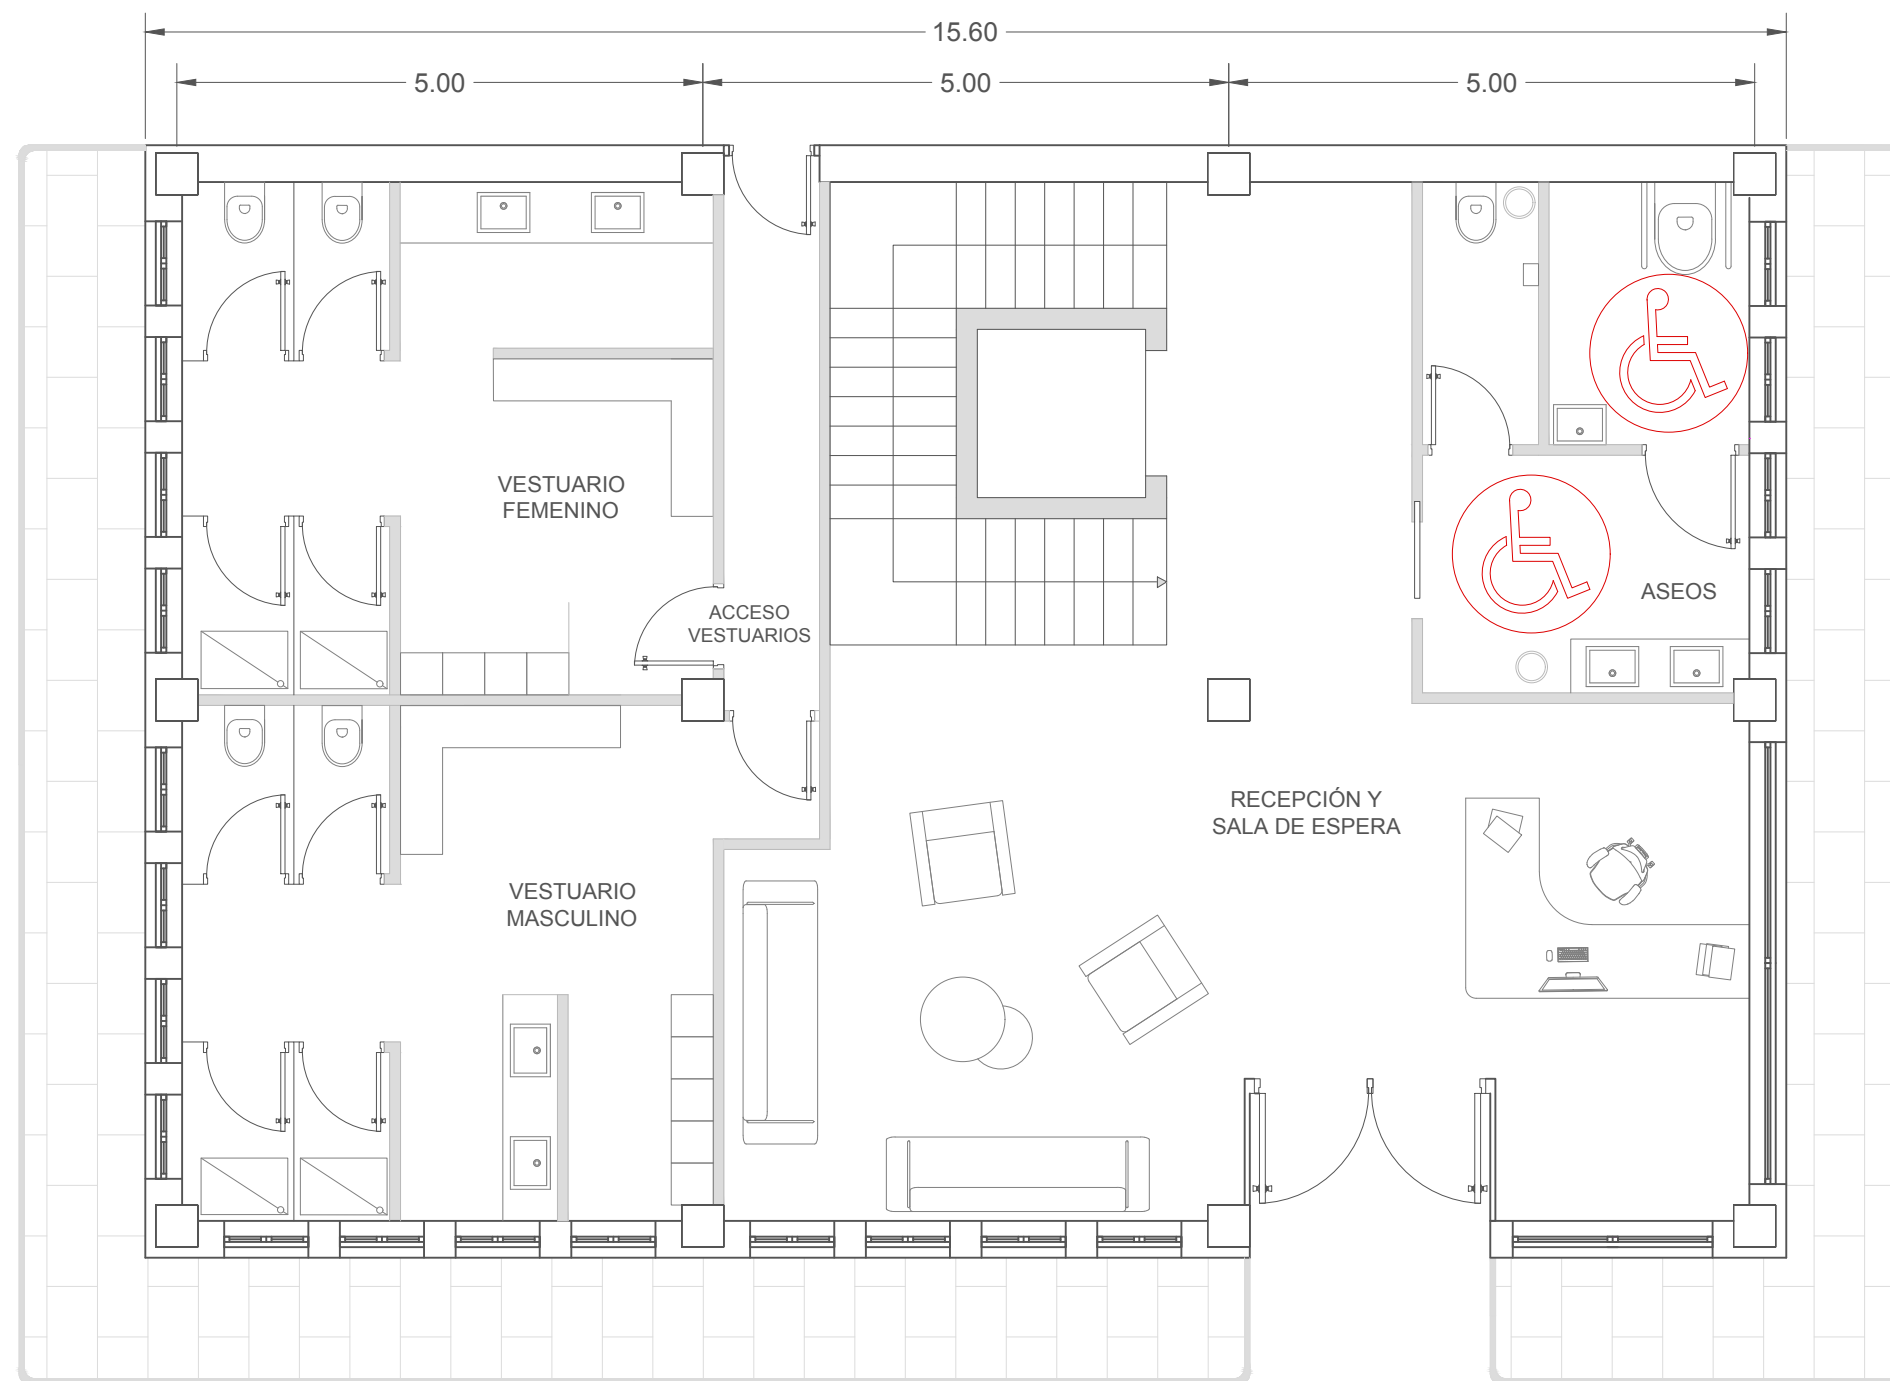 15.60
5.00
5.00
5.00
VESTUARIO
FEMENINO
ACCESO
VESTUARIOS
ASEOS
RECEPCIÓN Y
SALA DE ESPERA
VESTUARIO
MASCULINO